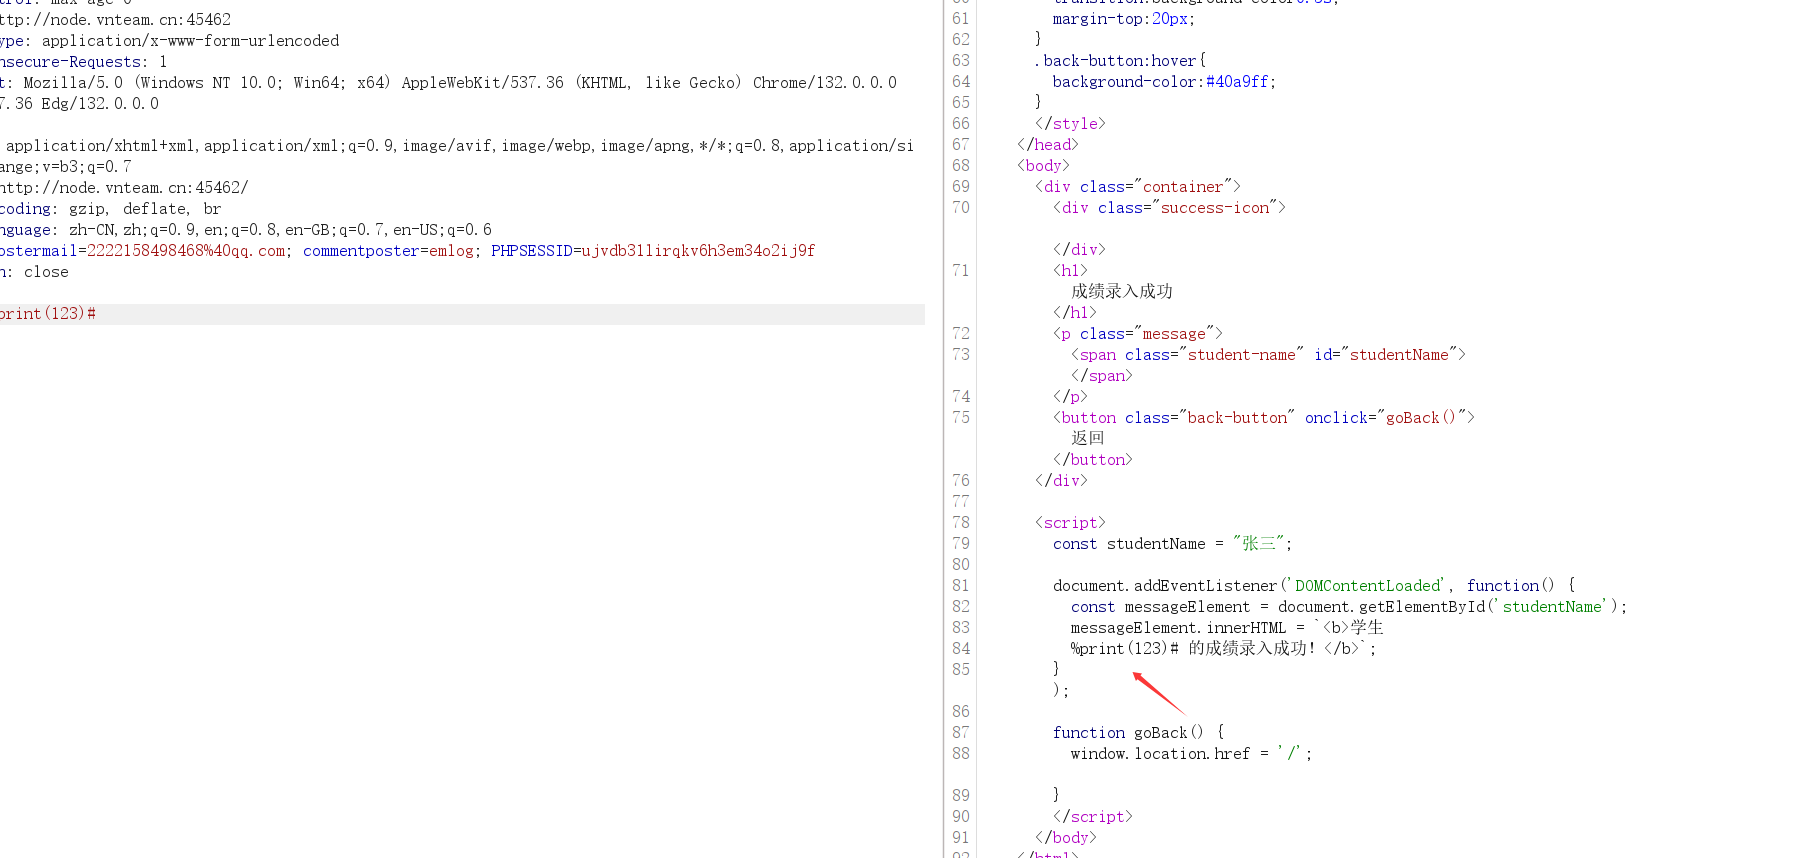 trol: max-age=0
ttp://node.vnteam.cn:45462
ype: application/x-www-form-urlencoded
nsecure-Requests: 1
t: Mozilla/5.0 (Windows NT 10.0; Win64; x64) AppleWebKit/537.36 (KHTML, like Gecko) Chrome/132.0.0.0
7.36 Edg/132.0.0.0
application/xhtml+xml,application/xml;q=0.9,image/avif,image/webp,image/apng,*/*;q=0.8,application/si
ange;v=b3;q=0.7
http://node.vnteam.cn:45462/
coding: gzip, deflate, br
nguage: zh-CN,zh;q=0.9,en;q=0.8,en-GB;q=0.7,en-US;q=0.6
ostermail=2222158498468%40qq.com; commentposter=emlog; PHPSESSID=ujvdb3llirqkv6h3em34o2ij9f
n: close
print(123)#
60 transition:background-color0.3s;
61 margin-top:20px;
62 }
63 .back-button:hover{
64 background-color:#40a9ff;
65 }
66 </style>
67 </head>
68 <body>
69 <div class="container">
70 <div class="success-icon">
</div>
71 <h1>
成绩录入成功
</h1>
72 <p class="message">
73 <span class="student-name" id="studentName">
</span>
74 </p>
75 <button class="back-button" onclick="goBack()">
返回
</button>
76 </div>
77
78 <script>
79 const studentName = "张三";
80
81 document.addEventListener('DOMContentLoaded', function() {
82 const messageElement = document.getElementById('studentName');
83 messageElement.innerHTML = `<b>学生
84 %print(123)# 的成绩录入成功! </b>`;
85 }
);
86
87 function goBack() {
88 window.location.href = '/';
89 }
90 </script>
91 </body>
92 </html>